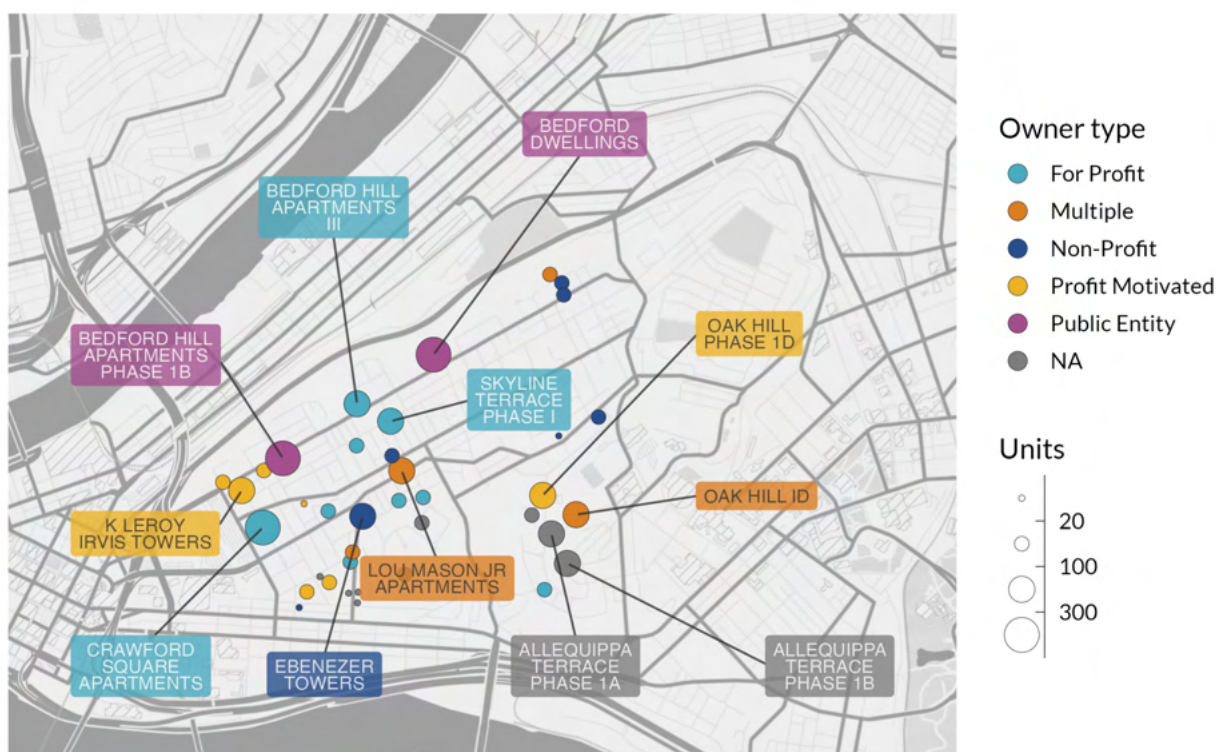 BEDFORD
DWELLINGS
BEDFORD HILL
APARTMENTS
III
BEDFORD HILL
APARTMENTS
PHASE 1B
OAK HILL
PHASE 1D
SKYLINE
TERRACE
PHASE I
K LEROY
IRVIS TOWERS
OAK HILL ID
LOU MASON JR
APARTMENTS
CRAWFORD
SQUARE
APARTMENTS
EBENEZER
TOWERS
ALLEQUIPPA
TERRACE
PHASE 1A
ALLEQUIPPA
TERRACE
PHASE 1B
Owner type
For Profit
Multiple
Non-Profit
Profit Motivated
Public Entity
NA
Units
20
100
300